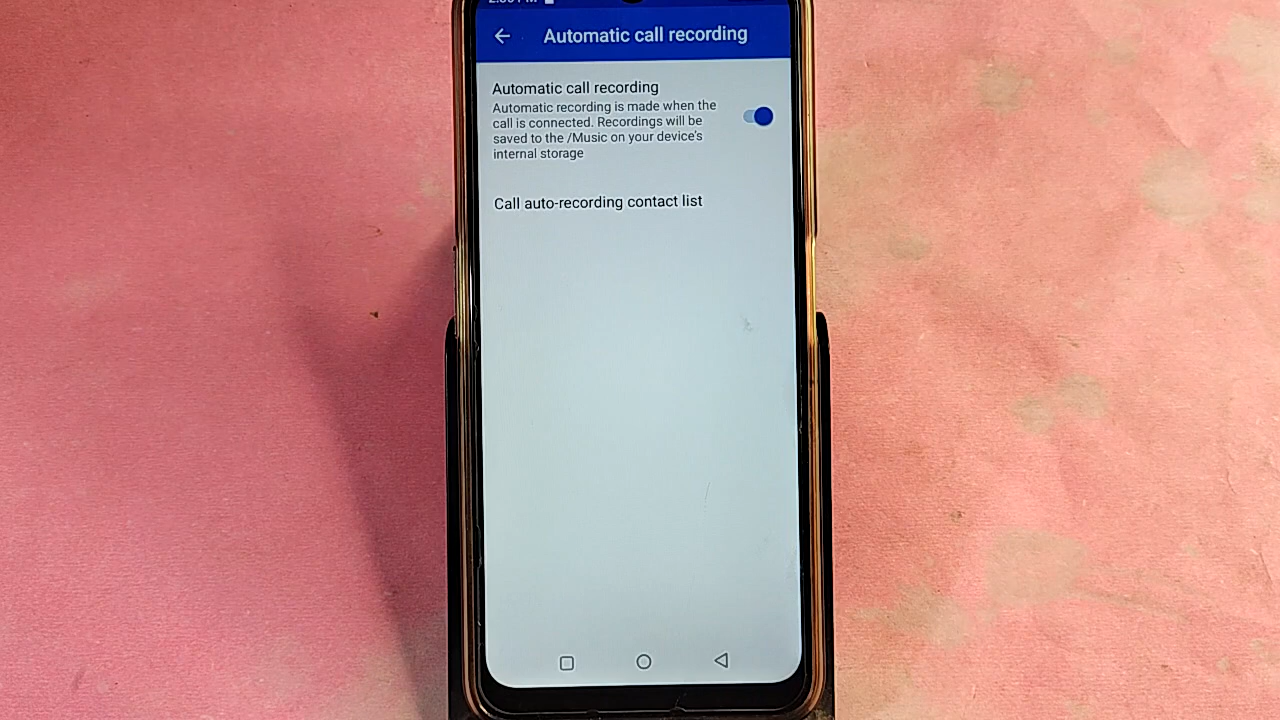 Automatic call recording
Automatic call recording
Automatic recording is made when the
call is connected. Recordings will be
saved to the /Music on your device's
internal storage
Call auto-recording contact list